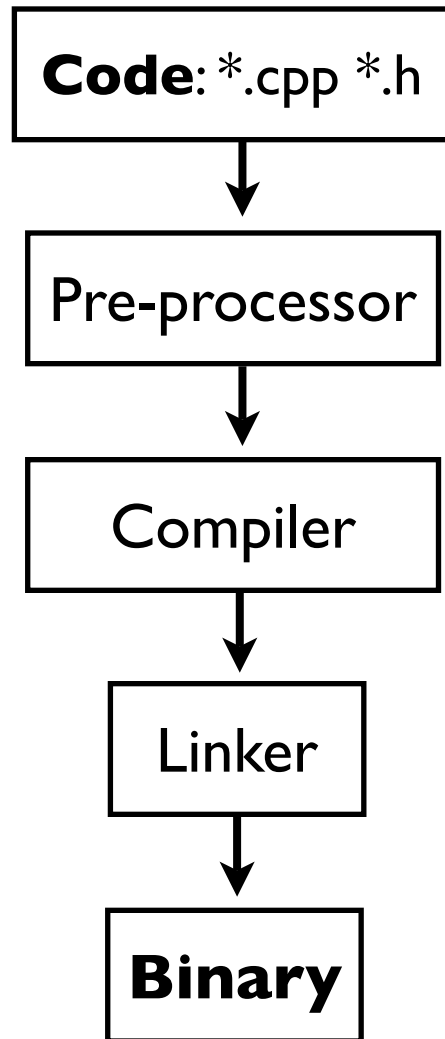 Code: *.cpp *.h
Pre-processor
Compiler
Linker
Binary